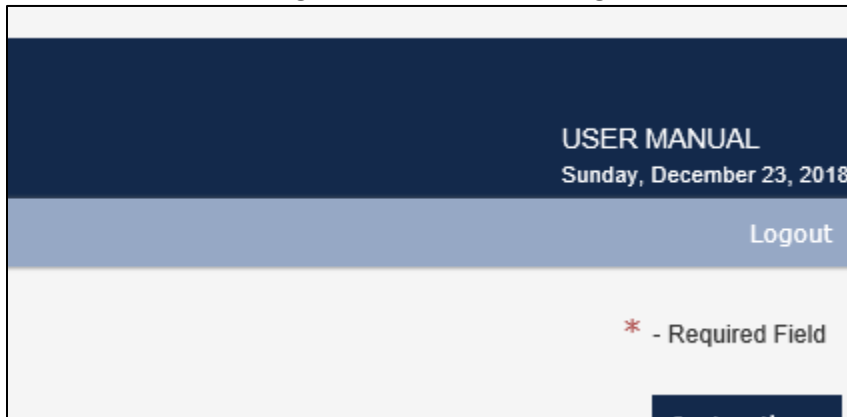 USER MANUAL
Sunday, December 23, 2018
Logout
* - Required Field